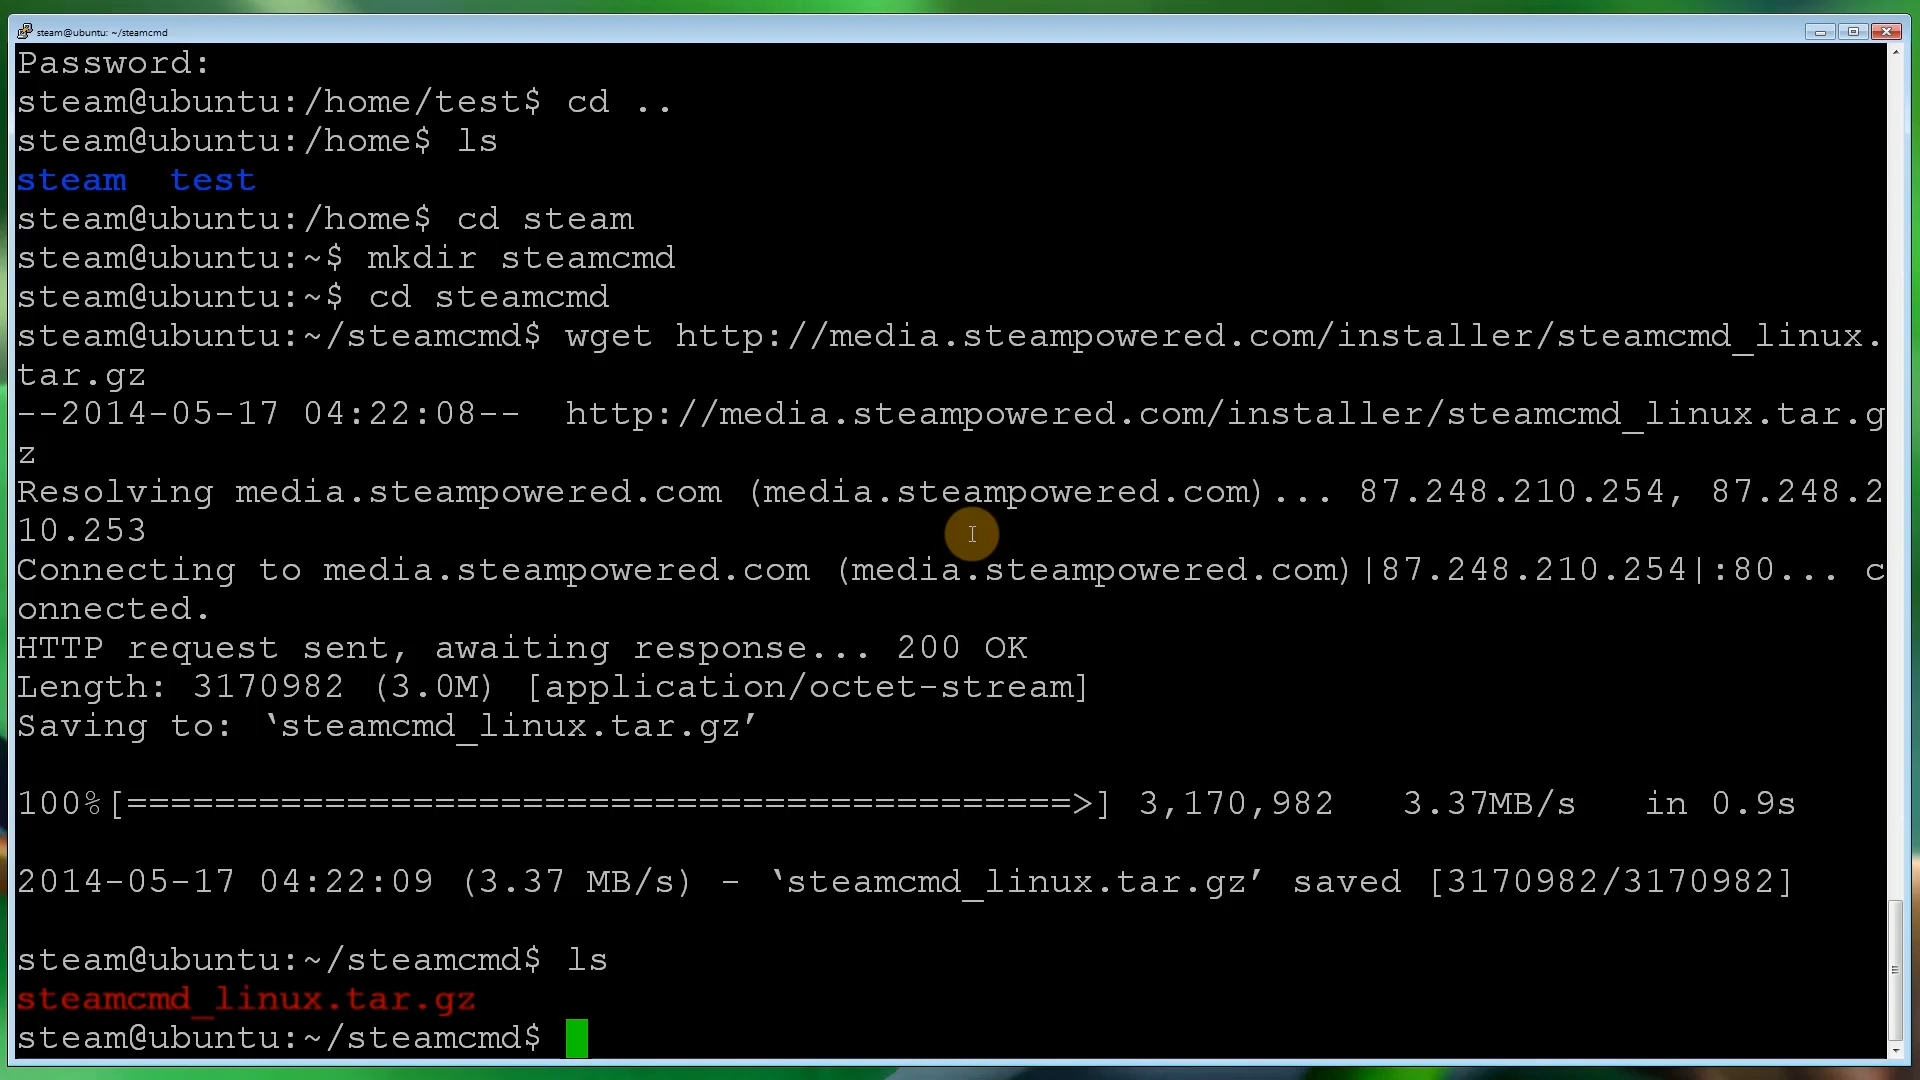 steam@ubuntu: ~/steamcmd
Password:
steam@ubuntu:/home/test$ cd ..
steam@ubuntu:/home$ ls
steam  test
steam@ubuntu:/home$ cd steam
steam@ubuntu:~$ mkdir steamcmd
steam@ubuntu:~$ cd steamcmd
steam@ubuntu:~/steamcmd$ wget http://media.steampowered.com/installer/steamcmd_linux.
tar.gz
--2014-05-17 04:22:08--  http://media.steampowered.com/installer/steamcmd_linux.tar.g
z
Resolving media.steampowered.com (media.steampowered.com)... 87.248.210.254, 87.248.2
10.253
Connecting to media.steampowered.com (media.steampowered.com)|87.248.210.254|:80... c
onnected.
HTTP request sent, awaiting response... 200 OK
Length: 3170982 (3.0M) [application/octet-stream]
Saving to: ‘steamcmd_linux.tar.gz’
100%[===========================================>] 3,170,982   3.37MB/s   in 0.9s
2014-05-17 04:22:09 (3.37 MB/s) - ‘steamcmd_linux.tar.gz’ saved [3170982/3170982]
steam@ubuntu:~/steamcmd$ ls
steamcmd_linux.tar.gz
steam@ubuntu:~/steamcmd$